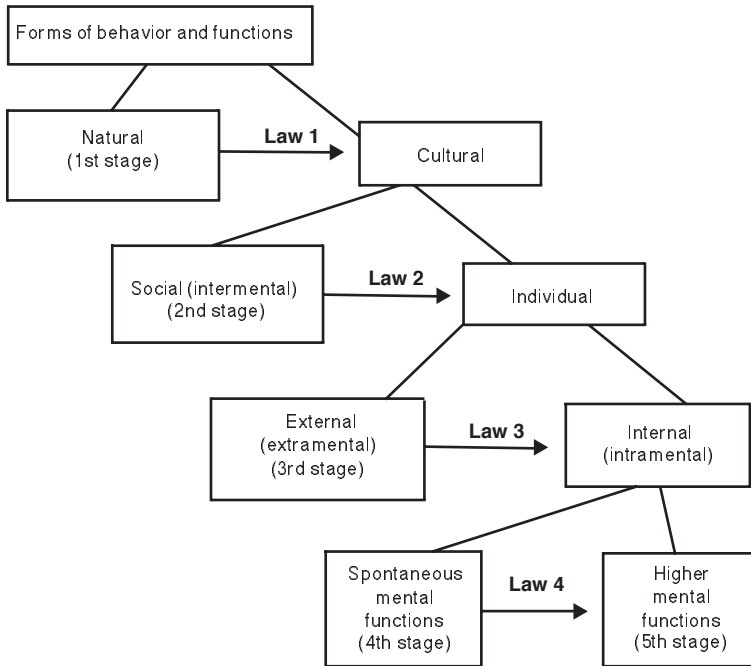 Forms of behavior and functions
Natural
(1st stage)
Law 1
Cultural
Social (intermental)
(2nd stage)
Law 2
Individual
External
(extramental)
(3rd stage)
Law 3
Internal
(intramental)
Spontaneous
mental
functions
(4th stage)
Law 4
Higher
mental
functions
(5th stage)